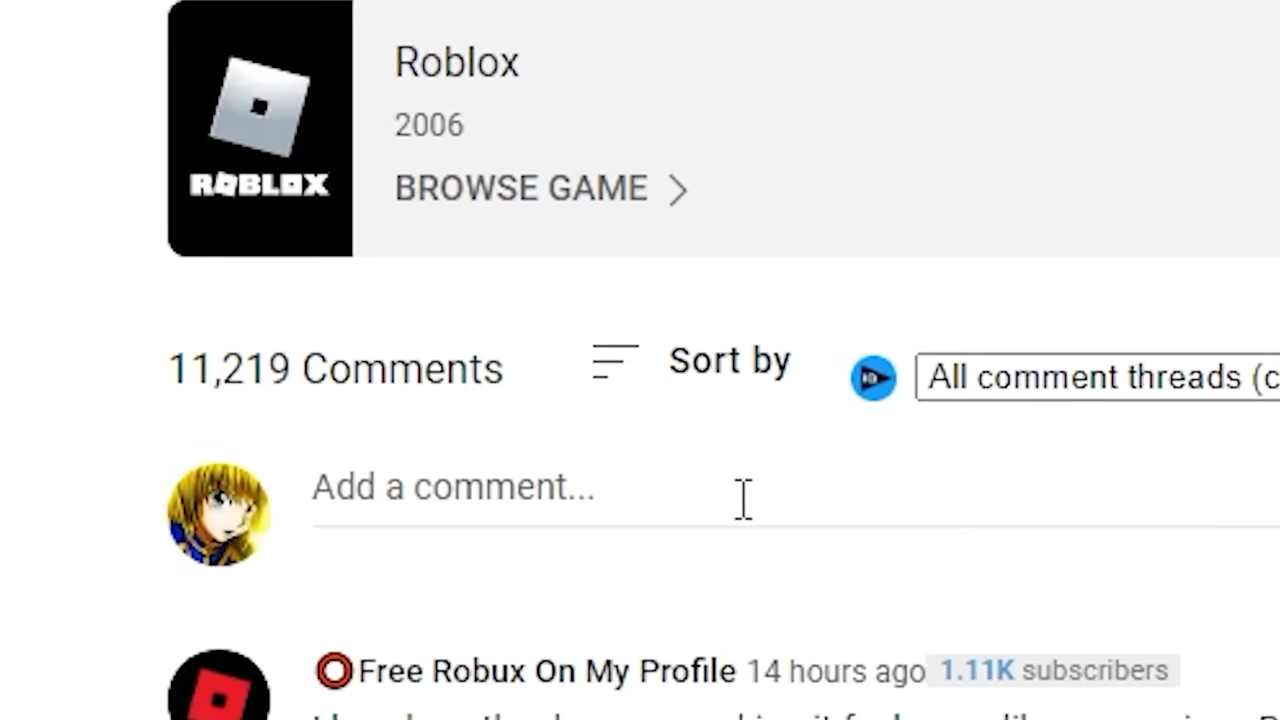 Roblox
2006
BROWSE GAME
ROBLOX
11,219 Comments
Sort by
All comment threads (c
Add a comment...
Free Robux On My Profile 14 hours ago 1.11K subscribers